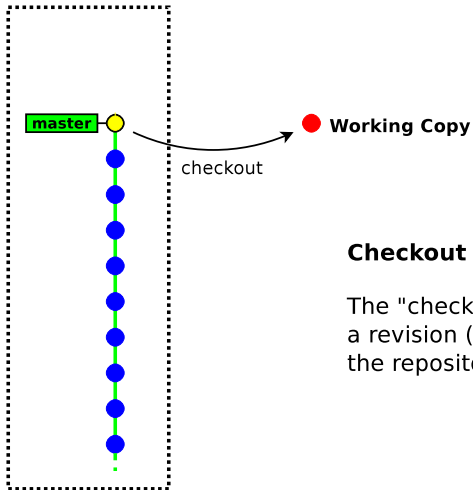 master
Working Copy
checkout
Checkout
The "check
a revision (
the reposit